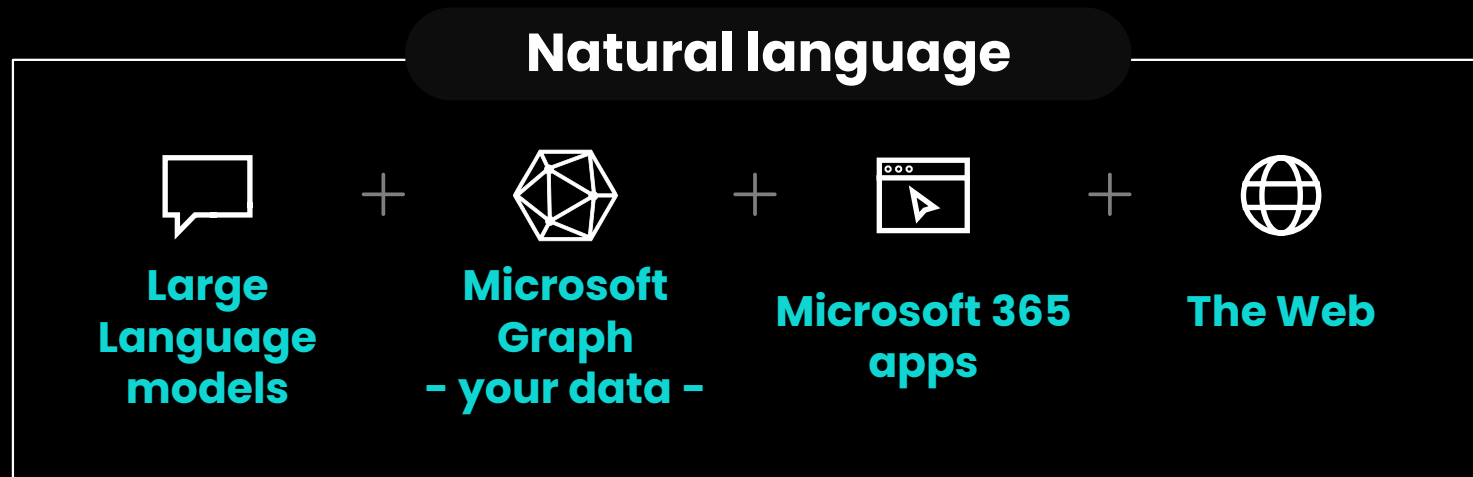 Natural language
Large
Language
models
Microsoft
Graph
- your data -
Microsoft 365
apps
The Web